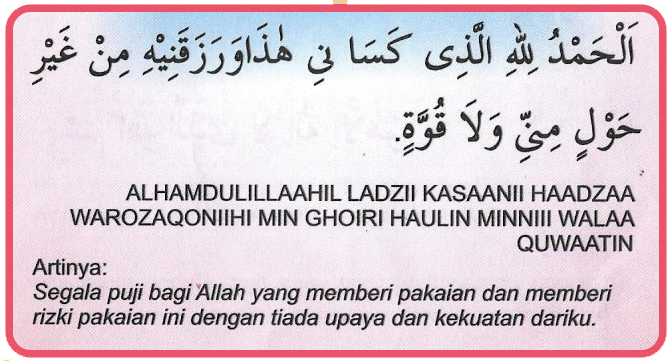 اَلْحَمْدُ لِلّٰهِ الَّذِى كَسَا نِى هٰذَاوَرَزَقَنِيْهِ مِنْ غَيْرِ
حَوْلٍ مِنِّى وَلَا قُوَّةٍ.
ALHAMDULILLAAHIL LADZII KASAANII HAADZAA
WAROZAQONIIHI MIN GHOIRI HAULIN MINNIII WALAA
QUWAATIN
Artinya:
Segala puji bagi Allah yang memberi pakaian dan memberi
rizki pakaian ini dengan tiada upaya dan kekuatan dariku.